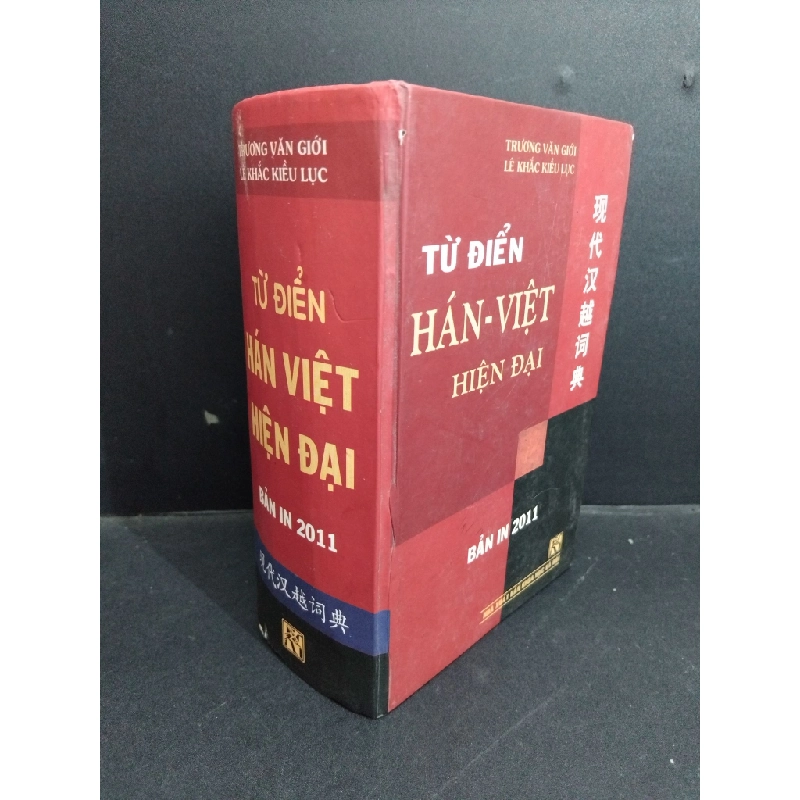 TRƯƠNG VĂN GIỚI
LÊ KHẮC KIỀU LỤC
TỪ ĐIỂN
HÁN VIỆT
HIỆN ĐẠI
BẢN IN 2011
现代汉越词典
TRƯƠNG VĂN GIỚI
LÊ KHẮC KIỀU LỤC
TỪ ĐIỂN
HÁN-VIỆT
HIỆN ĐẠI
现代汉越词典
BẢN IN 2011